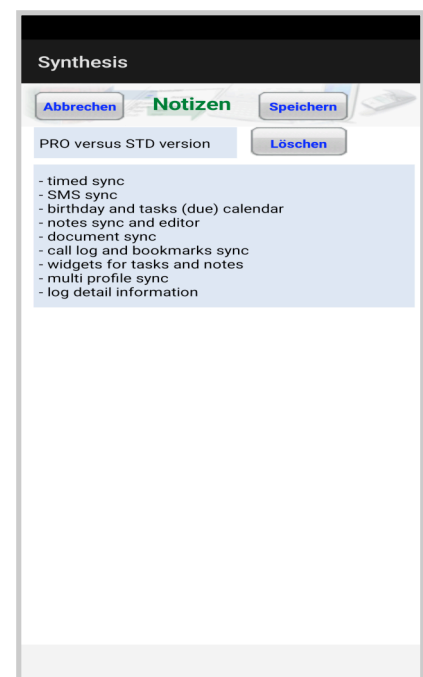 Synthesis
Abbrechen Notizen Speichern
PRO versus STD version Löschen
- timed sync
- SMS sync
- birthday and tasks (due) calendar
- notes sync and editor
- document sync
- call log and bookmarks sync
- widgets for tasks and notes
- multi profile sync
- log detail information